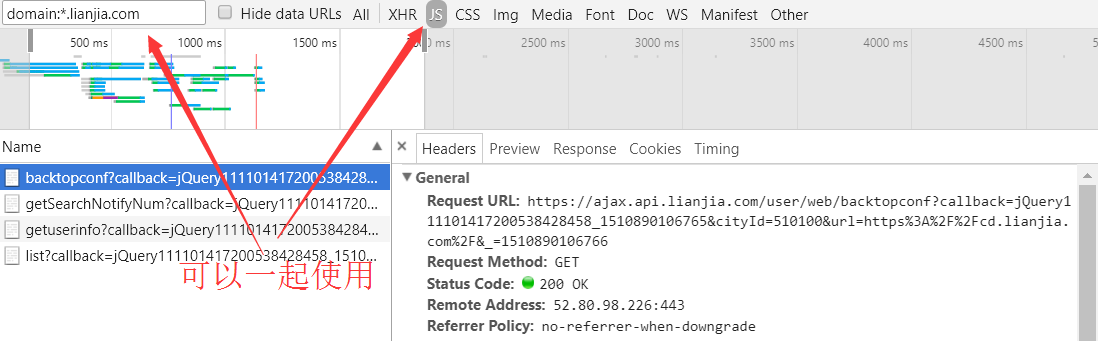 domain:*.lianjia.com Hide data URLs All XHR JS CSS Img Media Font Doc WS Manifest Other
500 ms 1000 ms 1500 ms 2500 ms 3000 ms 3500 ms 4000 ms 4500 ms
Name
backtopconf?callback=jQuery111101417200538428...
getSearchNotifyNum?callback=jQuery11110141720...
getuserinfo?callback=jQuery1111014172005384284...
list?callback=jQuery111101417200538428458_1510...
可以一起使用
Headers Preview Response Cookies Timing
General
Request URL: https://ajax.api.lianjia.com/user/web/backtopconf?callback=jQuery1
11101417200538428458_1510890106765&cityId=510100&url=https%3A%2F%2Fcd.lianjia.
com%2F&_=1510890106766
Request Method: GET
Status Code: 200 OK
Remote Address: 52.80.98.226:443
Referrer Policy: no-referrer-when-downgrade